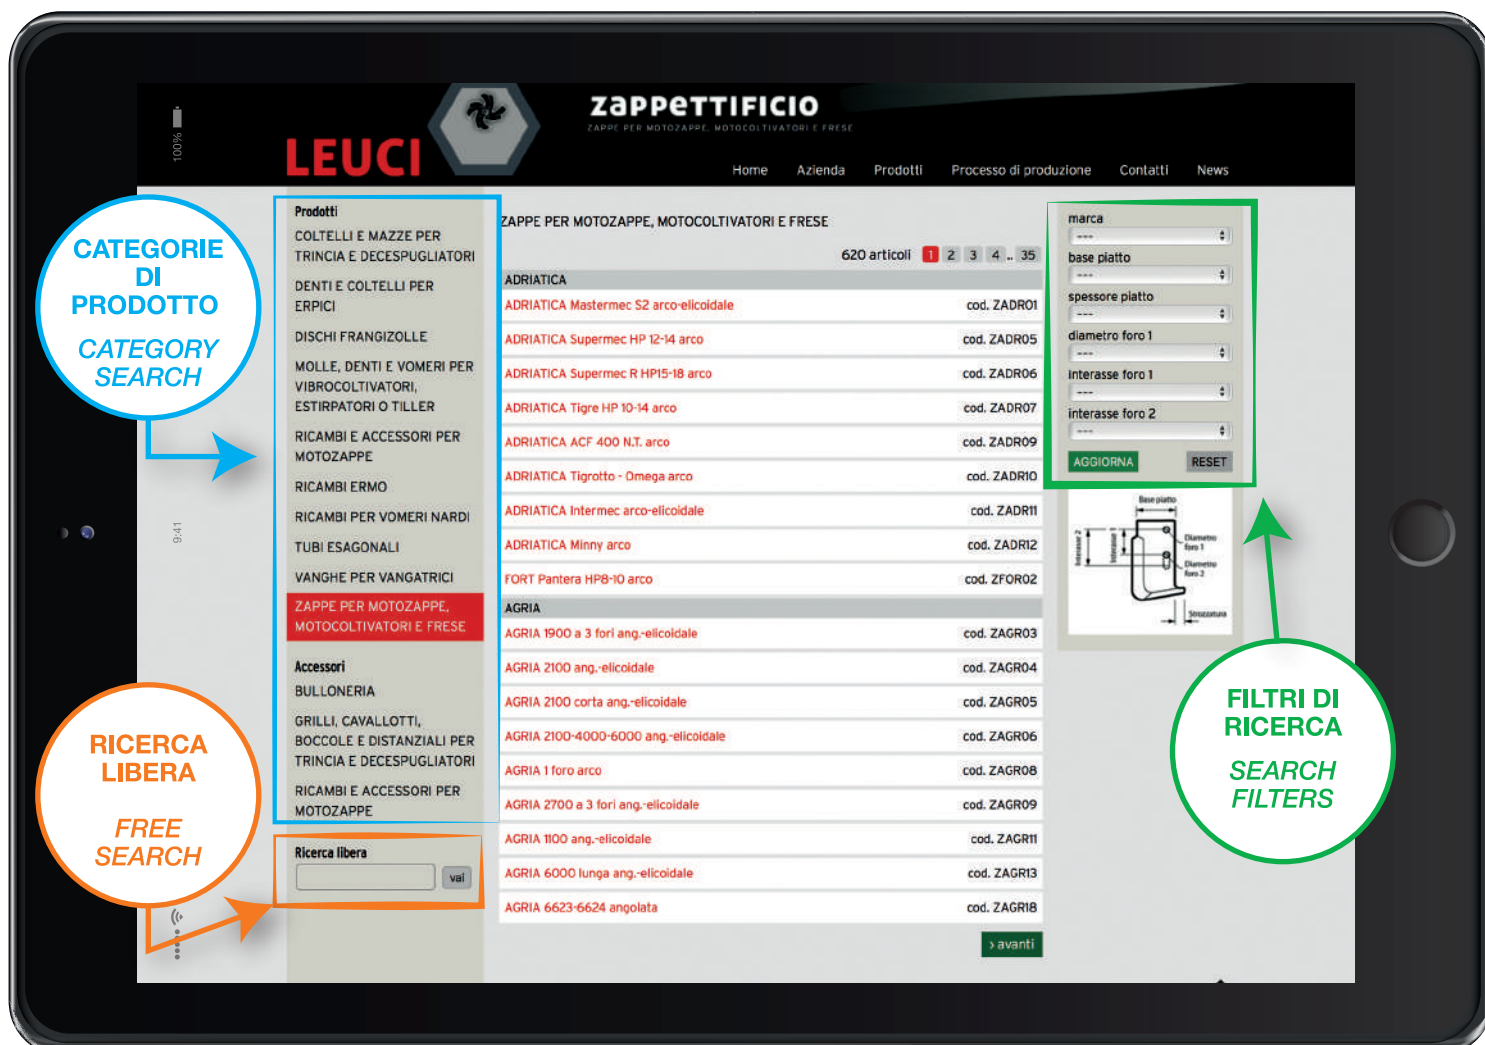 100%
9:41
LEUCI
zappettificio
ZAPPE PER MOTOZAPPE, MOTOCOLTIVATORI E FRESE
Home Azienda Prodotti Processo di produzione Contatti News
CATEGORIE
DI
PRODOTTO
CATEGORY
SEARCH
RICERCA
LIBERA
FREE
SEARCH
Prodotti
COLTELLI E MAZZE PER
TRINCIA E DECESPUGLIATORI
DENTI E COLTELLI PER
ERPICI
DISCHI FRANGIZOLLE
MOLLE, DENTI E VOMERI PER
VIBROCOLTIVATORI,
ESTIRPATORI O TILLER
RICAMBI E ACCESSORI PER
MOTOZAPPE
RICAMBI ERMO
RICAMBI PER VOMERI NARDI
TUBI ESAGONALI
VANGHE PER VANGATRICI
ZAPPE PER MOTOZAPPE,
MOTOCOLTIVATORI E FRESE
Accessori
BULLONERIA
GRILLI, CAVALLOTTI,
BOCCOLE E DISTANZIALI PER
TRINCIA E DECESPUGLIATORI
RICAMBI E ACCESSORI PER
MOTOZAPPE
Ricerca libera
vai
ZAPPE PER MOTOZAPPE, MOTOCOLTIVATORI E FRESE
620 articoli 1 2 3 4 .. 35
ADRIATICA
ADRIATICA Mastermec S2 arco-elicoidale cod. ZADR01
ADRIATICA Supermec HP 12-14 arco cod. ZADR05
ADRIATICA Supermec R HP15-18 arco cod. ZADR06
ADRIATICA Tigre HP 10-14 arco cod. ZADR07
ADRIATICA ACF 400 N.T. arco cod. ZADR09
ADRIATICA Tigrotto - Omega arco cod. ZADR10
ADRIATICA Intermec arco-elicoidale cod. ZADR11
ADRIATICA Minny arco cod. ZADR12
FORT Pantera HP8-10 arco cod. ZFOR02
AGRIA
AGRIA 1900 a 3 fori ang.-elicoidale cod. ZAGR03
AGRIA 2100 ang.-elicoidale cod. ZAGR04
AGRIA 2100 corta ang.-elicoidale cod. ZAGR05
AGRIA 2100-4000-6000 ang.-elicoidale cod. ZAGR06
AGRIA 1 foro arco cod. ZAGR08
AGRIA 2700 a 3 fori ang.-elicoidale cod. ZAGR09
AGRIA 1100 ang.-elicoidale cod. ZAGR11
AGRIA 6000 lunga ang.-elicoidale cod. ZAGR13
AGRIA 6623-6624 angolata cod. ZAGR18
› avanti
marca
---
base piatto
---
spessore piatto
---
diametro foro 1
---
interasse foro 1
---
interasse foro 2
---
AGGIORNA RESET
Base piatto
Interasse 2
Interasse 1
Diametro
foro 1
Diametro
foro 2
Strozzatura
FILTRI DI
RICERCA
SEARCH
FILTERS